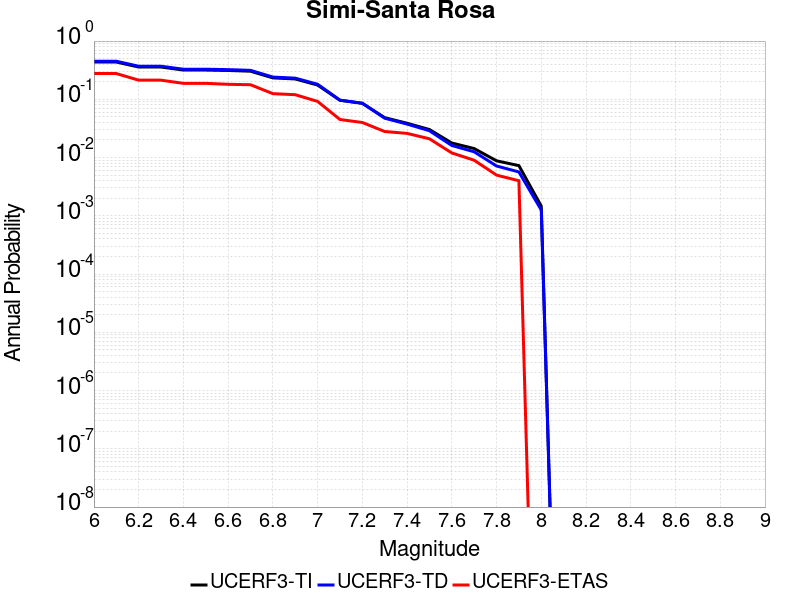 Simi-Santa Rosa
Annual Probability
10^0
10^-1
10^-2
10^-3
10^-4
10^-5
10^-6
10^-7
10^-8
6 6.2 6.4 6.6 6.8 7 7.2 7.4 7.6 7.8 8 8.2 8.4 8.6 8.8 9
Magnitude
UCERF3-TI UCERF3-TD UCERF3-ETAS